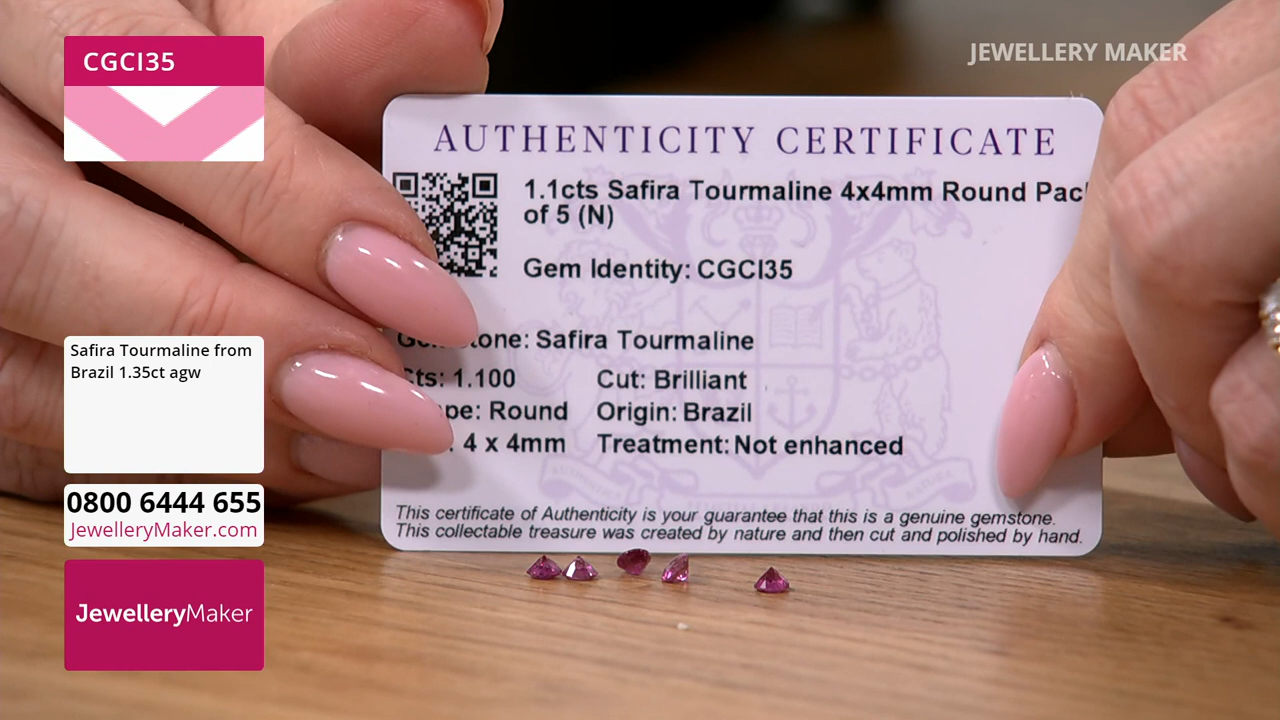 CGCI35
JEWELLERY MAKER
AUTHENTICITY CERTIFICATE
1.1cts Safira Tourmaline 4x4mm Round Pac
of 5 (N)
Gem Identity: CGCI35
Safira Tourmaline from
Brazil 1.35ct agw
one: Safira Tourmaline
Cts: 1.100 Cut: Brilliant
pe: Round Origin: Brazil
: 4 x 4mm Treatment: Not enhanced
0800 6444 655
JewelleryMaker.com
This certificate of Authenticity is your guarantee that this is a genuine gemstone.
This collectable treasure was created by nature and then cut and polished by hand.
JewelleryMaker